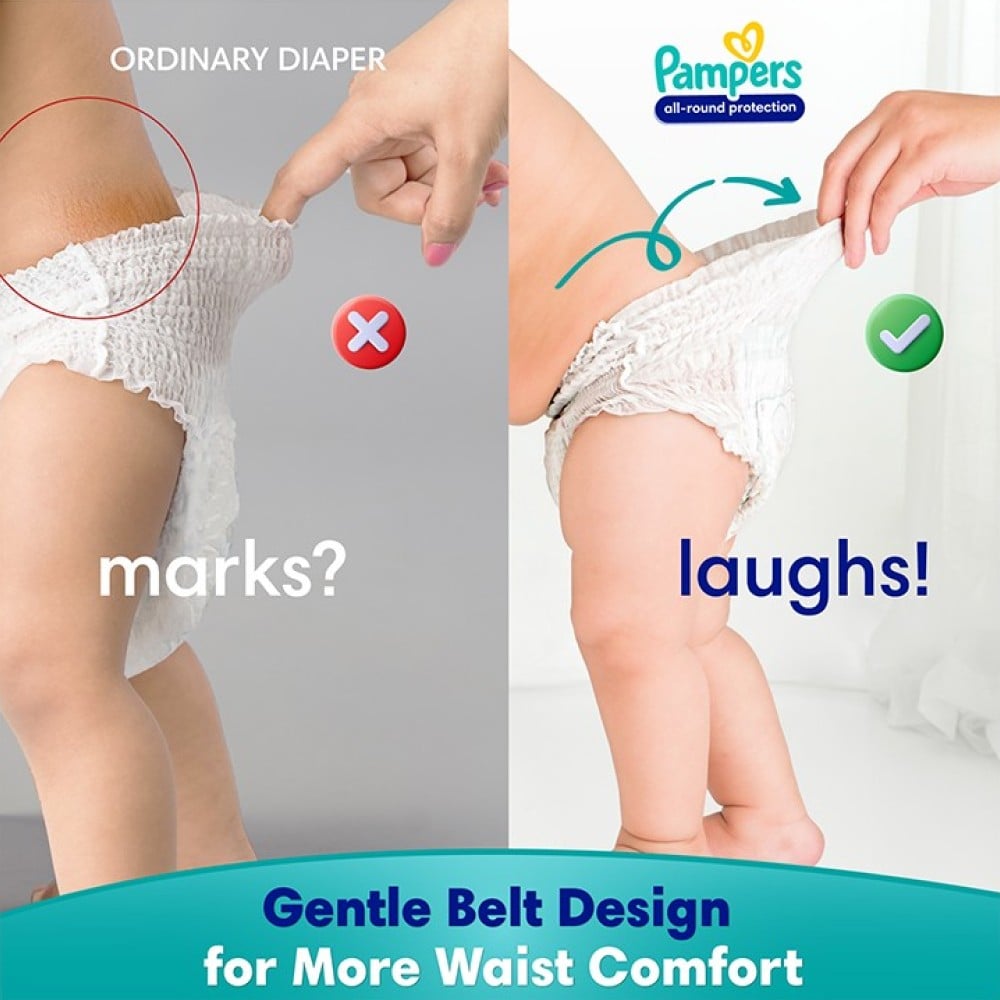 ORDINARY DIAPER
marks?
Pampers
all-round protection
laughs!
Gentle Belt Design
for More Waist Comfort